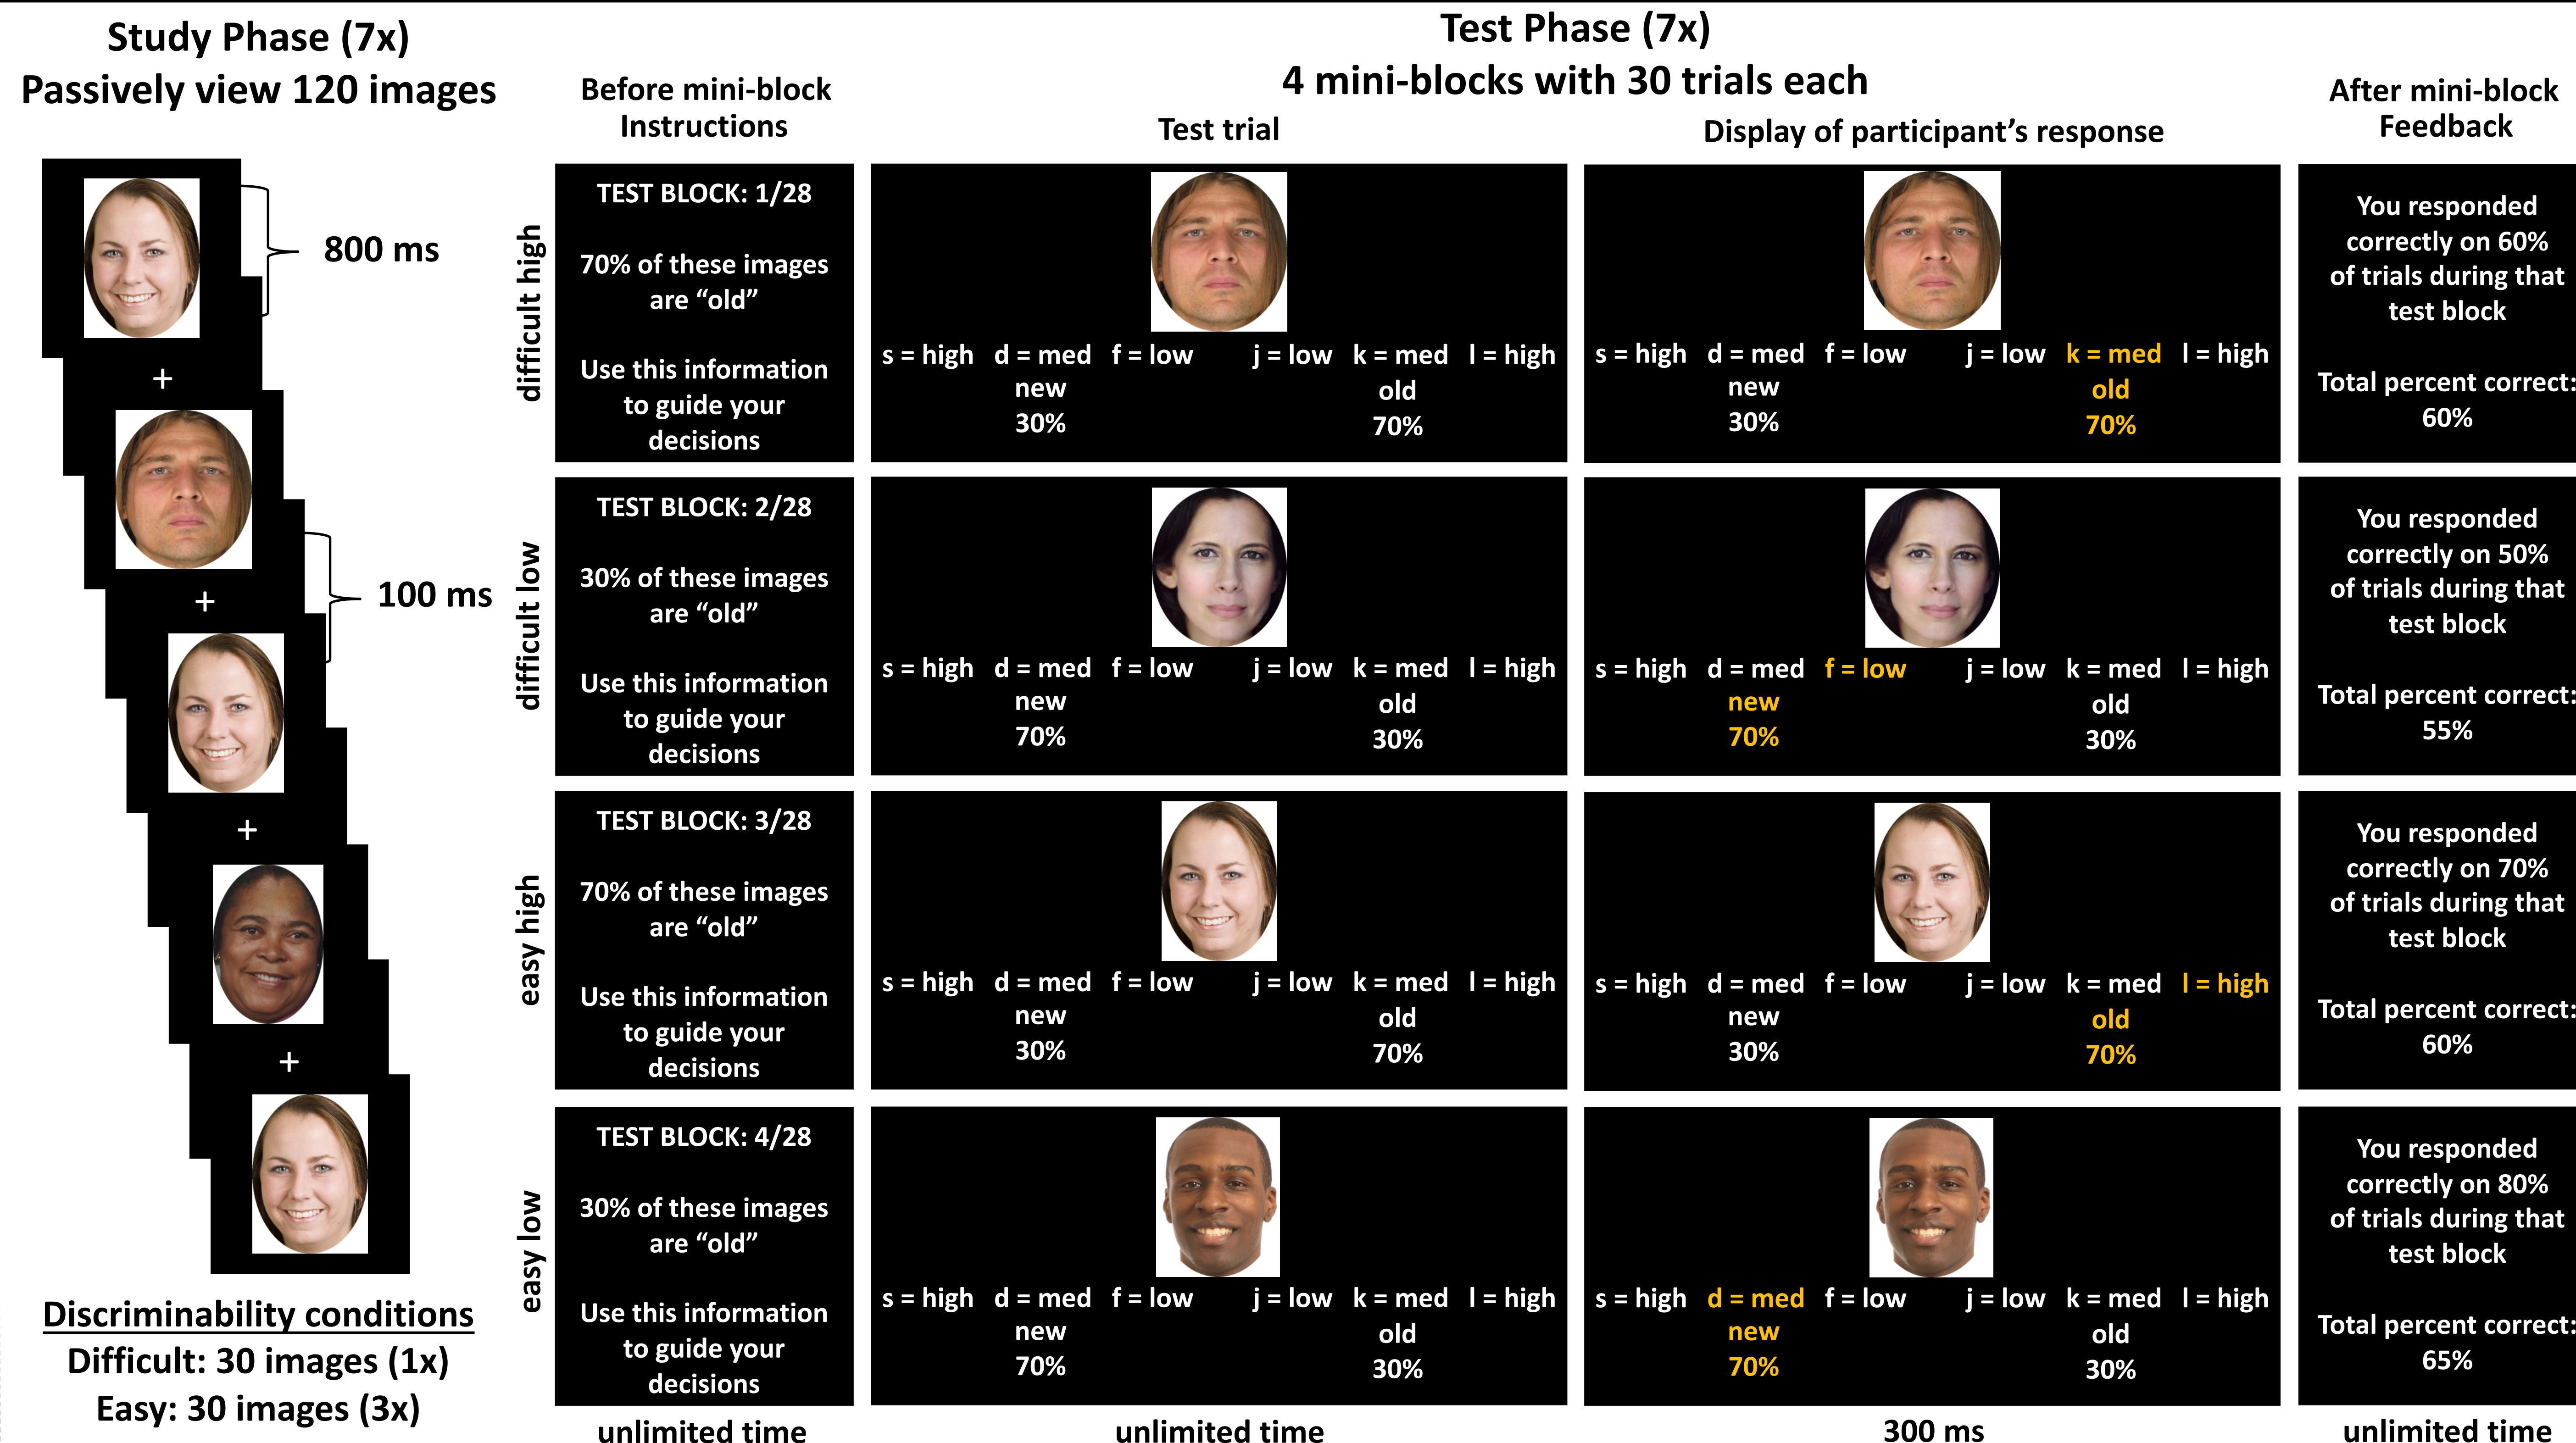 Study Phase (7x)
Passively view 120 images
800 ms
+
+
100 ms
+
+
Discriminability conditions
Difficult: 30 images (1x)
Easy: 30 images (3x)
Test Phase (7x)
4 mini-blocks with 30 trials each
Before mini-block
Instructions
Test trial
Display of participant’s response
After mini-block
Feedback
difficult high
TEST BLOCK: 1/28
70% of these images
are “old”
Use this information
to guide your
decisions
s = high d = med f = low j = low k = med l = high
new old
30% 70%
s = high d = med f = low j = low k = med l = high
new old
30% 70%
You responded
correctly on 60%
of trials during that
test block
Total percent correct:
60%
difficult low
TEST BLOCK: 2/28
30% of these images
are “old”
Use this information
to guide your
decisions
s = high d = med f = low j = low k = med l = high
new old
70% 30%
s = high d = med f = low j = low k = med l = high
new old
70% 30%
You responded
correctly on 50%
of trials during that
test block
Total percent correct:
55%
easy high
TEST BLOCK: 3/28
70% of these images
are “old”
Use this information
to guide your
decisions
s = high d = med f = low j = low k = med l = high
new old
30% 70%
s = high d = med f = low j = low k = med l = high
new old
30% 70%
You responded
correctly on 70%
of trials during that
test block
Total percent correct:
60%
easy low
TEST BLOCK: 4/28
30% of these images
are “old”
Use this information
to guide your
decisions
s = high d = med f = low j = low k = med l = high
new old
70% 30%
s = high d = med f = low j = low k = med l = high
new old
70% 30%
You responded
correctly on 80%
of trials during that
test block
Total percent correct:
65%
unlimited time
unlimited time
300 ms
unlimited time